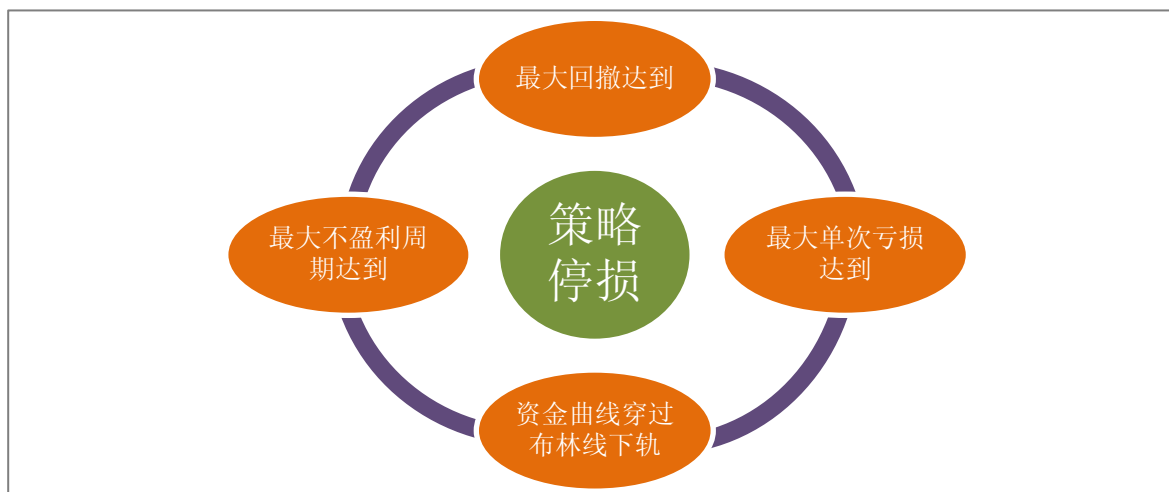 最大回撤达到
最大不盈利周
期达到
策略
停损
最大单次亏损
达到
资金曲线穿过
布林线下轨